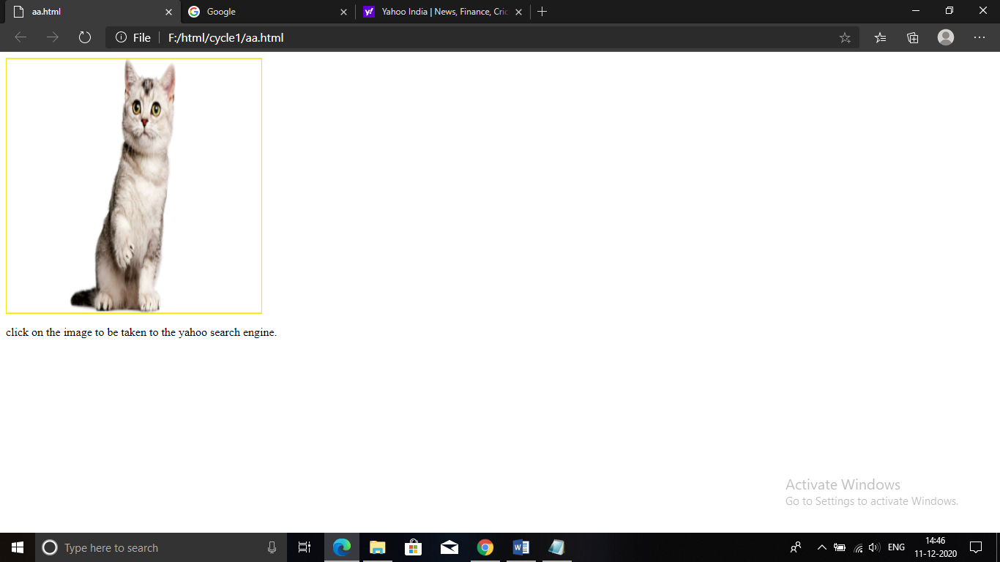 aa.html
Google
Yahoo India | News, Finance, Cric
File
F:/html/cycle1/aa.html
click on the image to be taken to the yahoo search engine.
Activate Windows
Go to Settings to activate Windows.
Type here to search
ENG
14:46
11-12-2020